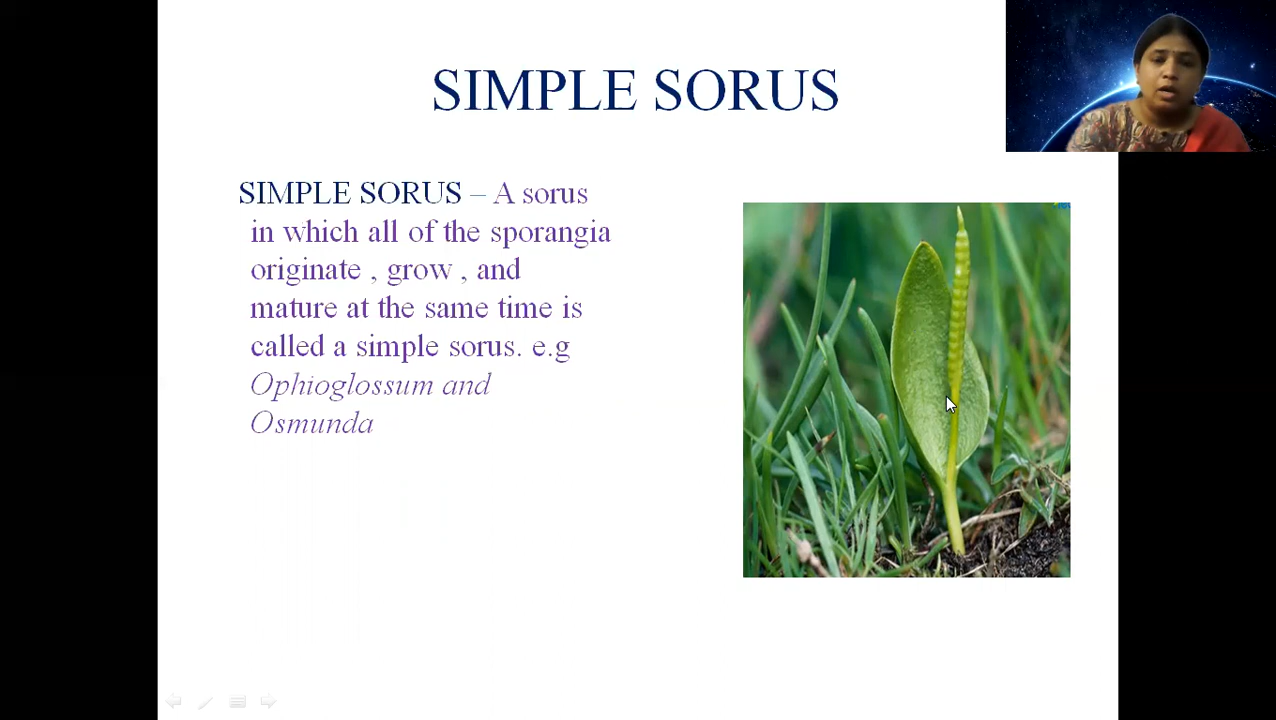 SIMPLE SORUS
SIMPLE SORUS – A sorus
in which all of the sporangia
originate , grow , and
mature at the same time is
called a simple sorus. e.g
Ophioglossum and
Osmunda